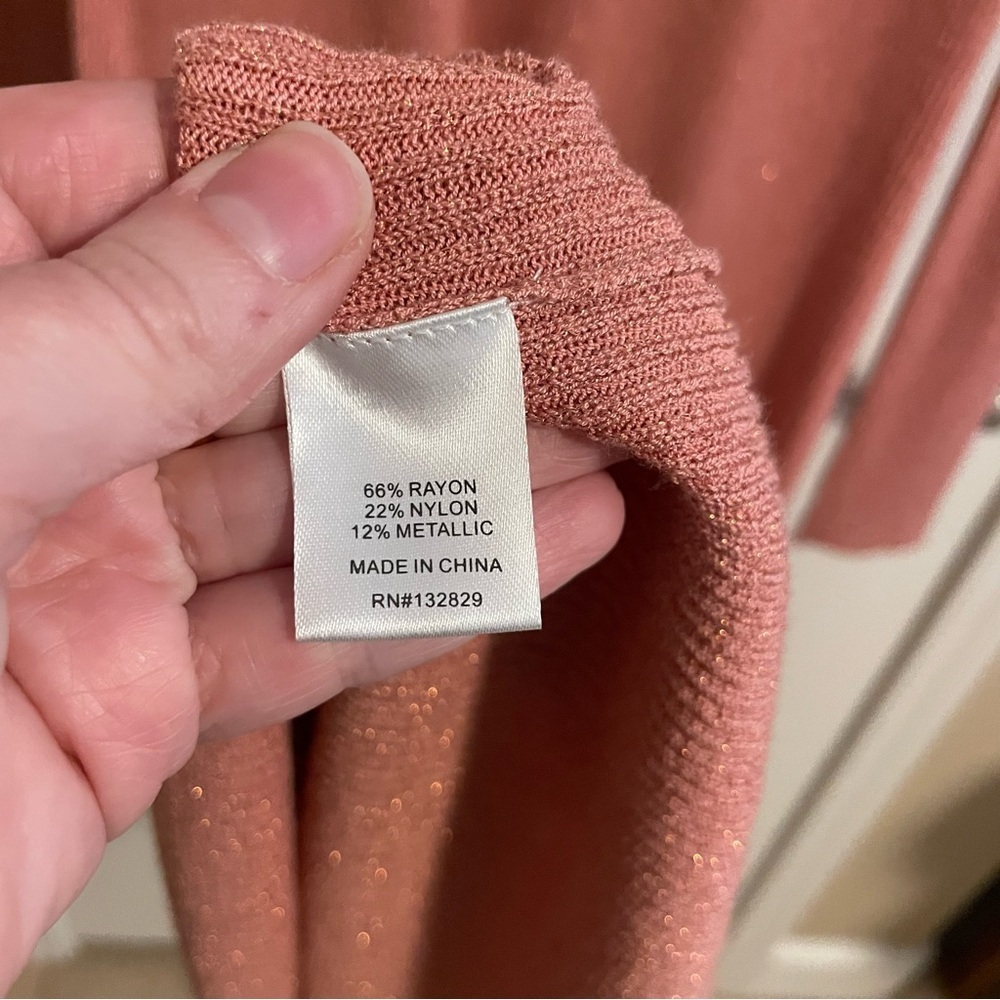 66% RAYON
22% NYLON
12% METALLIC
MADE IN CHINA
RN#132829